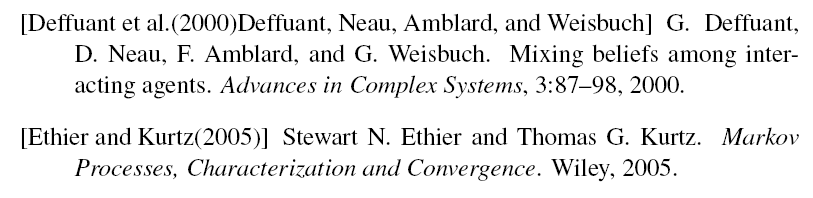 [Deffuant et al.(2000)Deffuant, Neau, Amblard, and Weisbuch] G. Deffuant,
D. Neau, F. Amblard, and G. Weisbuch. Mixing beliefs among inter-
acting agents. Advances in Complex Systems, 3:87–98, 2000.
[Ethier and Kurtz(2005)] Stewart N. Ethier and Thomas G. Kurtz. Markov
Processes, Characterization and Convergence. Wiley, 2005.